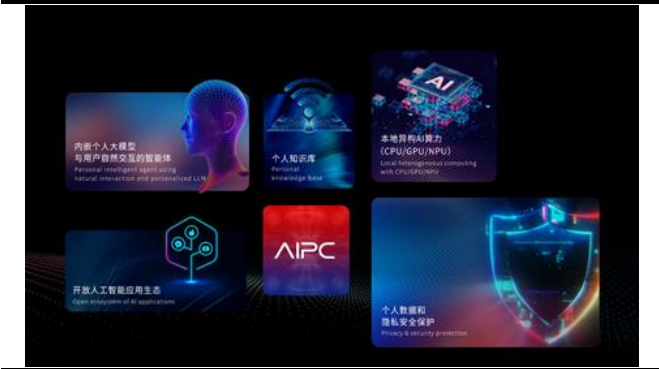 内嵌个人大模型
与用户自然交互的智能体
Personal intelligent agent using
natural interaction and personalized LLM
个人知识库
Personal
knowledge base
AI
本地异构AI算力
(CPU/GPU/NPU)
Local heterogeneous computing
with CPU/GPU/NPU
开放人工智能应用生态
Open ecosystem of AI applications
AIPC
个人数据和
隐私安全保护
Privacy & security protection